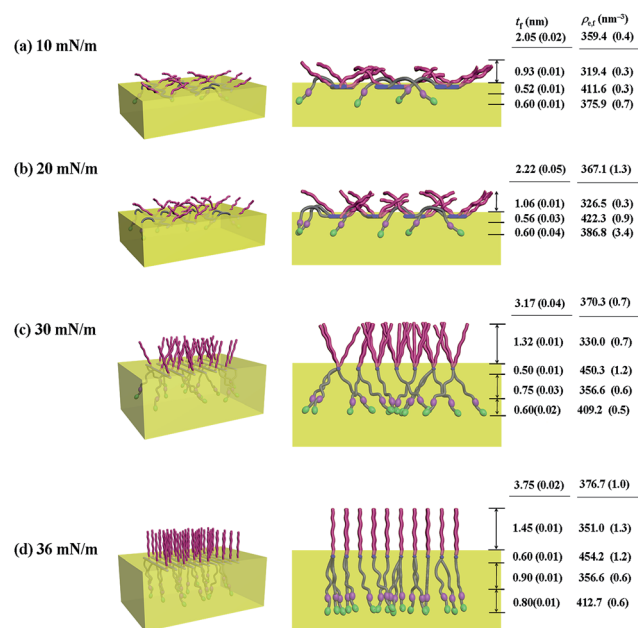 t_f (nm) ρ_e,f (nm⁻³)
(a) 10 mN/m 2.05 (0.02) 359.4 (0.4)
0.93 (0.01) 319.4 (0.3)
0.52 (0.01) 411.6 (0.3)
0.60 (0.01) 375.9 (0.7)
(b) 20 mN/m 2.22 (0.05) 367.1 (1.3)
1.06 (0.01) 326.5 (0.3)
0.56 (0.03) 422.3 (0.9)
0.60 (0.04) 386.8 (3.4)
(c) 30 mN/m 3.17 (0.04) 370.3 (0.7)
1.32 (0.01) 330.0 (0.7)
0.50 (0.01) 450.3 (1.2)
0.75 (0.03) 356.6 (0.6)
0.60(0.02) 409.2 (0.5)
3.75 (0.02) 376.7 (1.0)
1.45 (0.01) 351.0 (1.3)
(d) 36 mN/m 0.60 (0.01) 454.2 (1.2)
0.90 (0.01) 356.6 (0.6)
0.80(0.01) 412.7 (0.6)